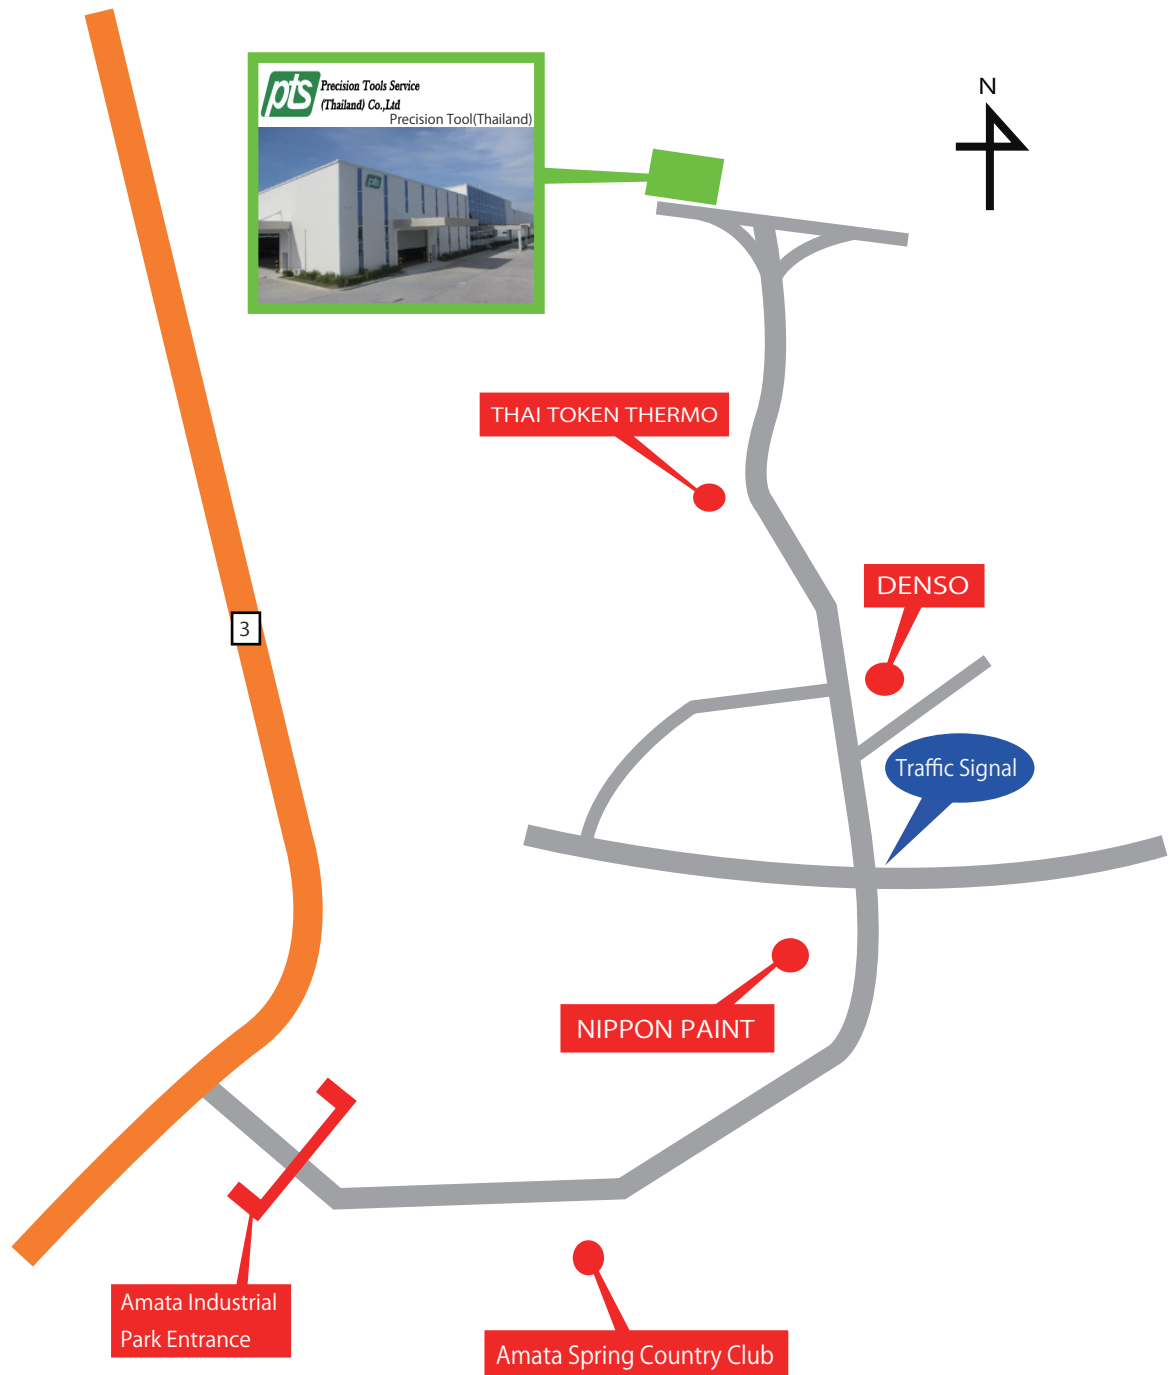 pts
Precision Tools Service
(Thailand) Co.,Ltd
Precision Tool(Thailand)
pts
N
THAI TOKEN THERMO
DENSO
3
Traffic Signal
NIPPON PAINT
Amata Industrial
Park Entrance
Amata Spring Country Club